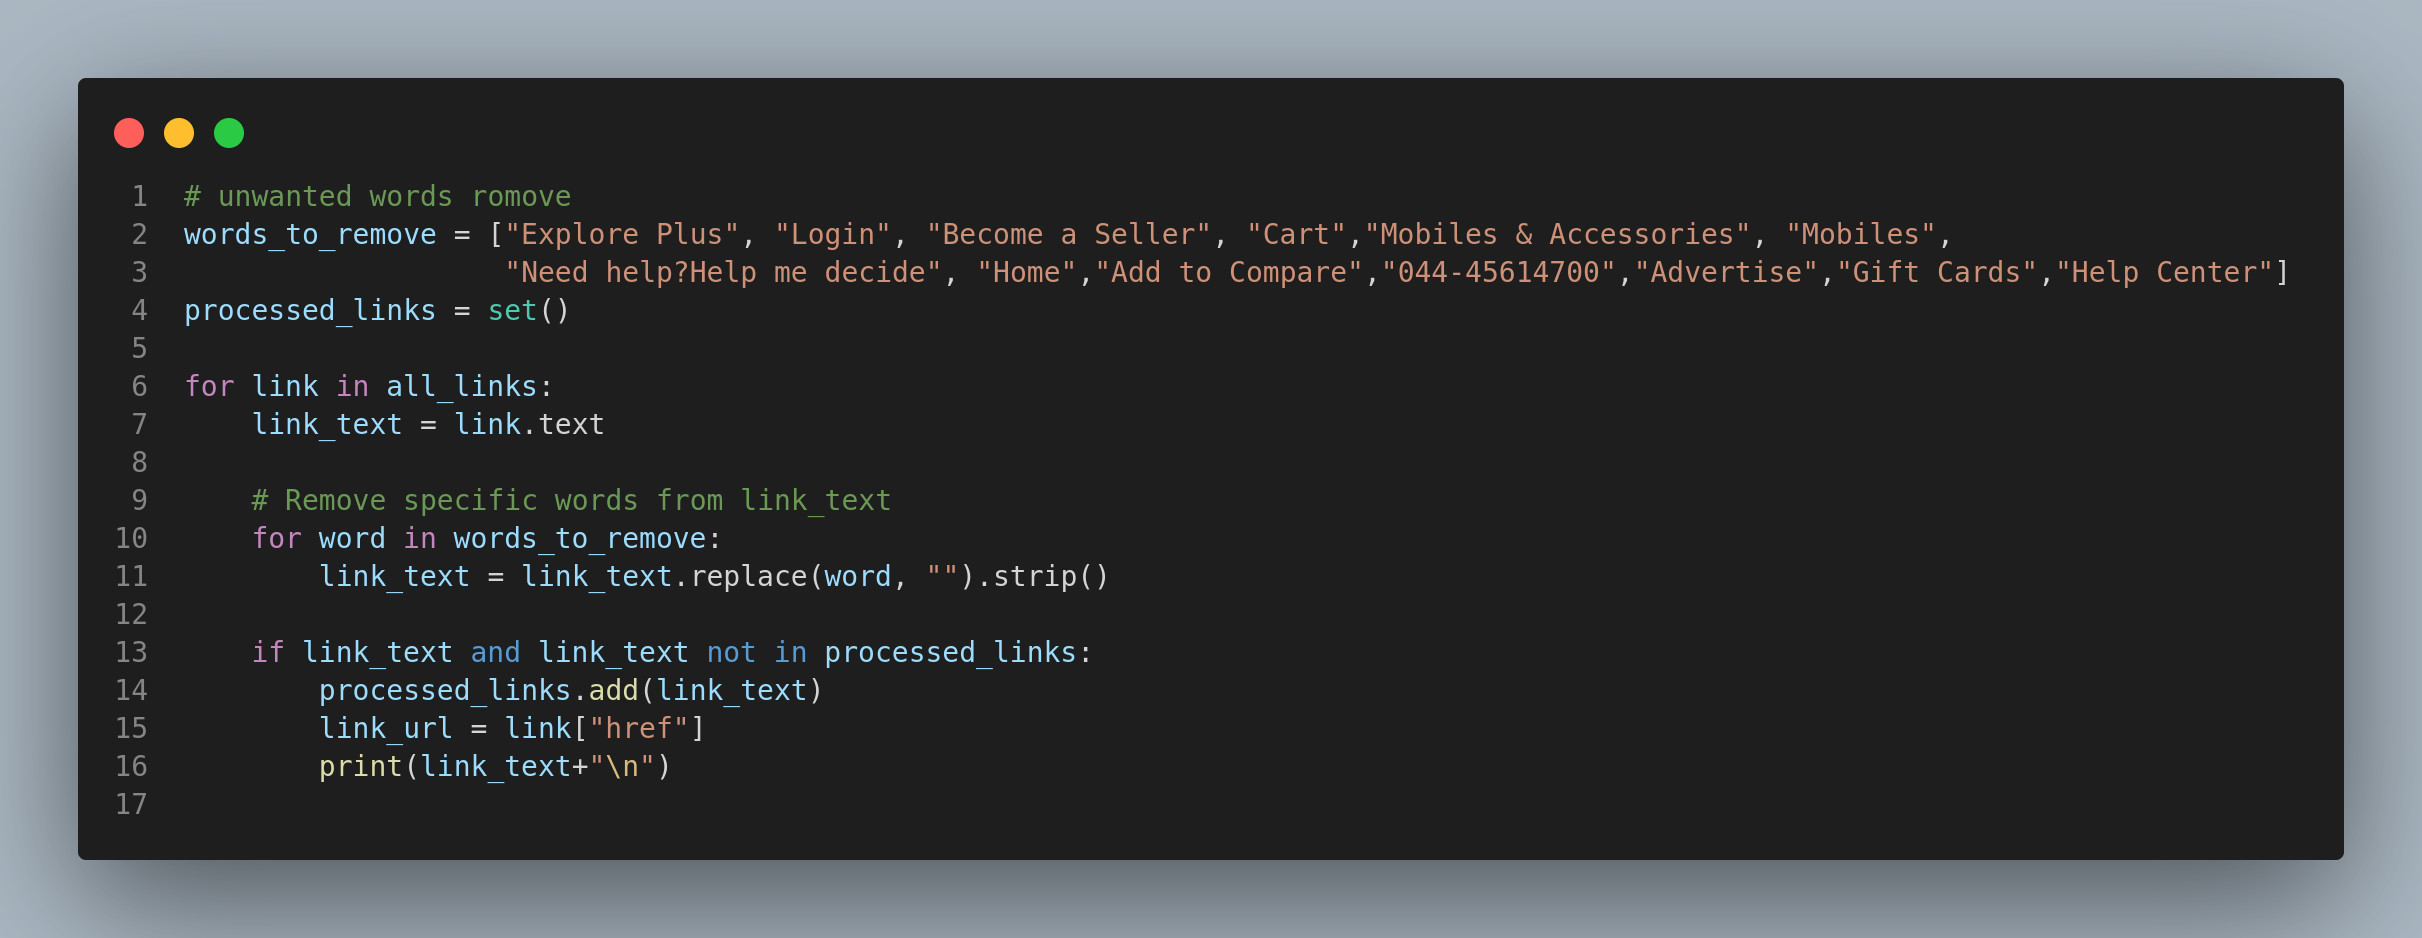 1 # unwanted words romove
2 words_to_remove = ["Explore Plus", "Login", "Become a Seller", "Cart","Mobiles & Accessories", "Mobiles",
3                    "Need help?Help me decide", "Home","Add to Compare","044-45614700","Advertise","Gift Cards","Help Center"]
4 processed_links = set()
5
6 for link in all_links:
7     link_text = link.text
8
9     # Remove specific words from link_text
10     for word in words_to_remove:
11         link_text = link_text.replace(word, "").strip()
12
13     if link_text and link_text not in processed_links:
14         processed_links.add(link_text)
15         link_url = link["href"]
16         print(link_text+"\n")
17